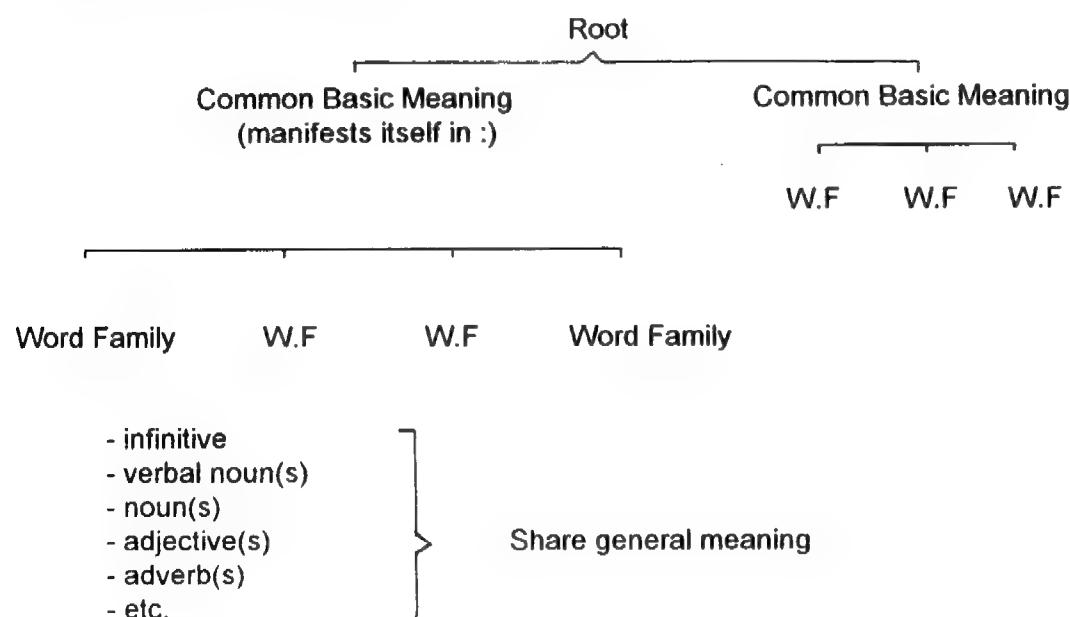 Root
Common Basic Meaning
(manifests itself in :)
Common Basic Meaning
W.F W.F W.F
Word Family W.F W.F Word Family
- infinitive
- verbal noun(s)
- noun(s)
- adjective(s)
- adverb(s)
- etc.
Share general meaning